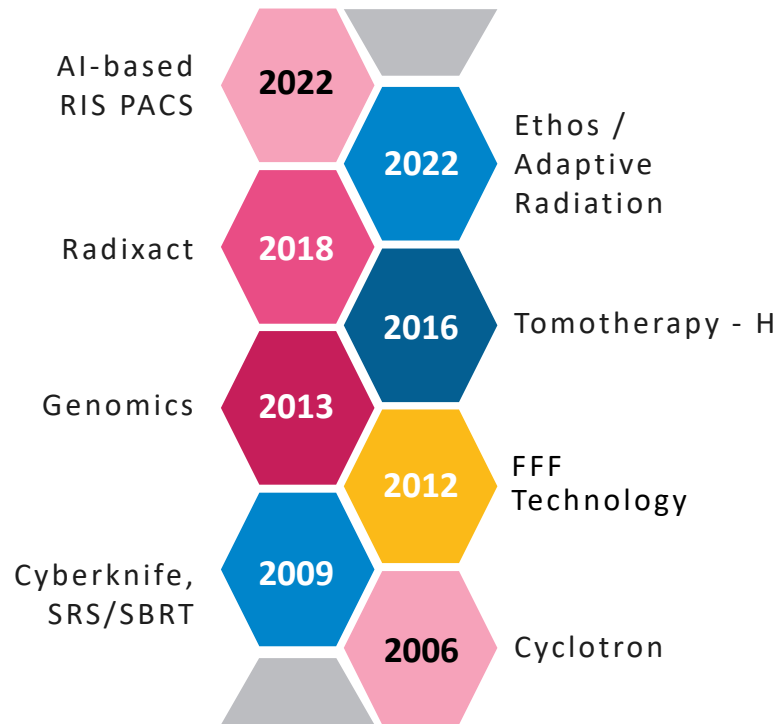 AI-based
RIS PACS
2022
2022
Ethos /
Adaptive
Radiation
Radixact
2018
2016
Tomotherapy - H
Genomics
2013
2012
FFF
Technology
Cyberknife,
SRS/SBRT
2009
2006
Cyclotron